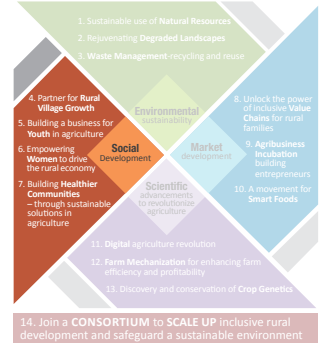 1. Sustainable use of Natural Resources
2. Rejuvenating Degraded Landscapes
3. Waste Management-recycling and reuse
Environmental
sustainability
4. Partner for Rural
Village Growth
5. Building a business for
Youth in agriculture
6. Empowering
Women to drive
the rural economy
7. Building Healthier
Communities
– through sustainable
solutions in
agriculture
Social
Development
Market
development
8. Unlock the power
of inclusive Value
Chains for rural
families
9. Agribusiness
Incubation
building
entrepreneurs
10. A movement for
Smart Foods
Scientific
advancements
to revolutionize
agriculture
11. Digital agriculture revolution
12. Farm Mechanization for enhancing farm
efficiency and profitability
13. Discovery and conservation of Crop Genetics
14. Join a CONSORTIUM to SCALE UP inclusive rural
development and safeguard a sustainable environment